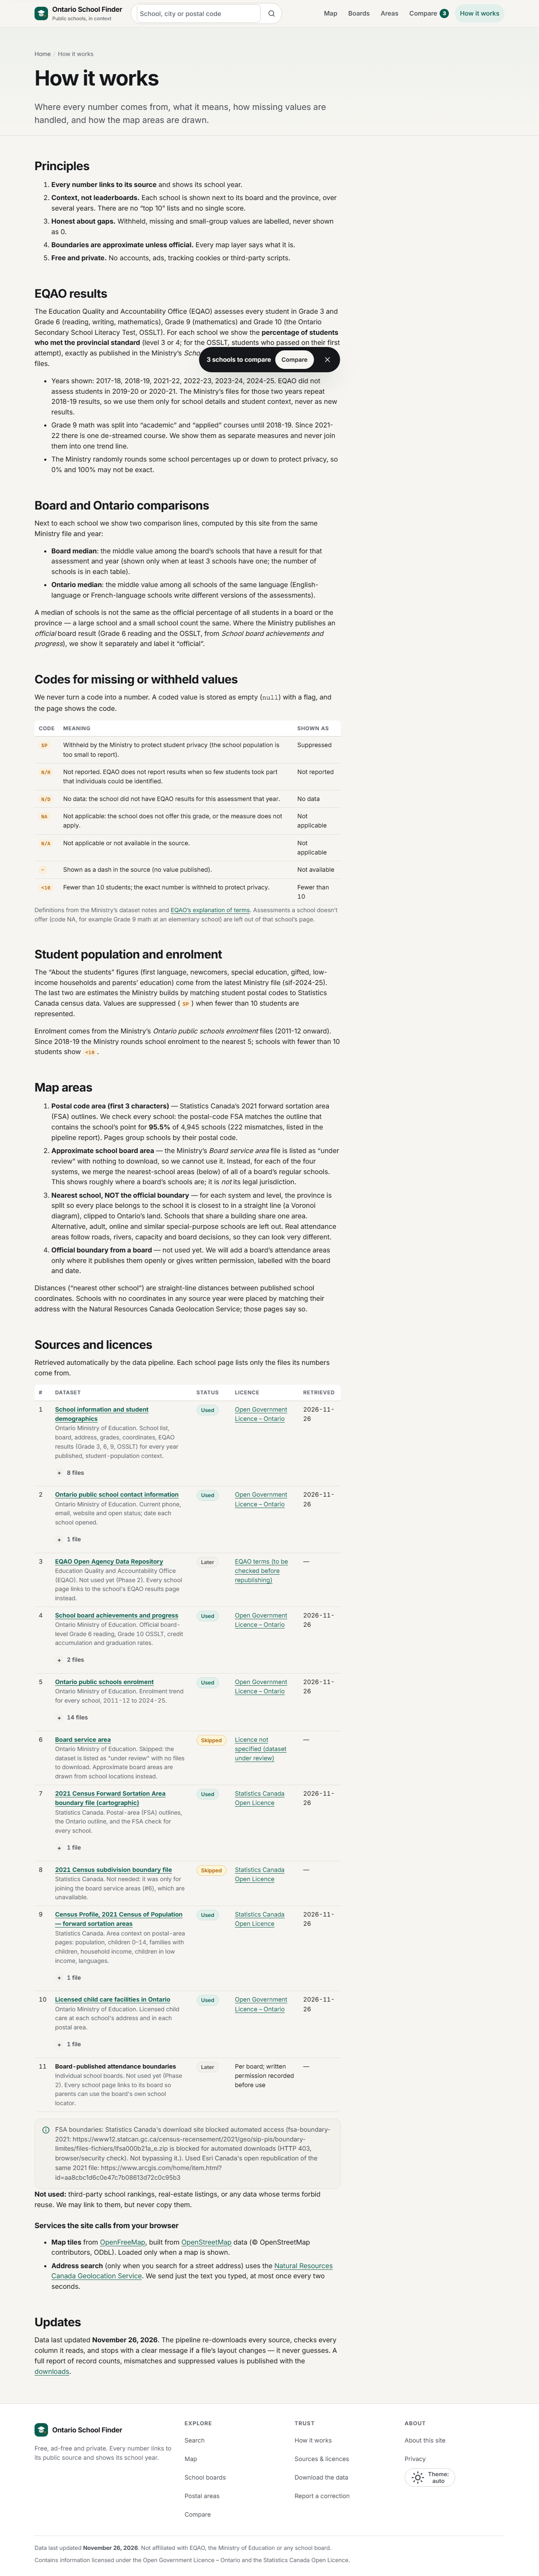 Ontario School Finder
Public schools, in context
School, city or postal code
Map
Boards
Areas
Compare 3
How it works
Home / How it works
How it works
Where every number comes from, what it means, how missing values are
handled, and how the map areas are drawn.
Principles
1. Every number links to its source and shows its school year.
2. Context, not leaderboards. Each school is shown next to its board and the province, over
several years. There are no “top 10” lists and no single score.
3. Honest about gaps. Withheld, missing and small-group values are labelled, never shown
as 0.
4. Boundaries are approximate unless official. Every map layer says what it is.
5. Free and private. No accounts, ads, tracking cookies or third-party scripts.
EQAO results
The Education Quality and Accountability Office (EQAO) assesses every student in Grade 3 and
Grade 6 (reading, writing, mathematics), Grade 9 (mathematics) and Grade 10 (the Ontario
Secondary School Literacy Test, OSSLT). For each school we show the percentage of students
who met the provincial standard (level 3 or 4; for the OSSLT, students who passed on their first
attempt), exactly as published in the Ministry’s
files.
3 schools to compare
Compare
• Years shown: 2017-18, 2018-19, 2021-22, 2022-23, 2023-24, 2024-25. EQAO did not
assess students in 2019-20 or 2020-21. The Ministry’s files for those two years repeat
2018-19 results, so we use them only for school details and student context, never as new
results.
• Grade 9 math was split into “academic” and “applied” courses until 2018-19. Since 2021-
22 there is one de-streamed course. We show them as separate measures and never join
them into one trend line.
• The Ministry randomly rounds some school percentages up or down to protect privacy, so
0% and 100% may not be exact.
Board and Ontario comparisons
Next to each school we show two comparison lines, computed by this site from the same
Ministry file and year:
• Board median: the middle value among the board’s schools that have a result for that
assessment and year (shown only when at least 3 schools have one; the number of
schools is in each table).
• Ontario median: the middle value among all schools of the same language (English-
language or French-language schools write different versions of the assessments).
A median of schools is not the same as the official percentage of all students in a board or the
province — a large school and a small school count the same. Where the Ministry publishes an
official board result (Grade 6 reading and the OSSLT, from School board achievements and
progress), we show it separately and label it “official”.
Codes for missing or withheld values
We never turn a code into a number. A coded value is stored as empty (null) with a flag, and
the page shows the code.
CODE MEANING SHOWN AS
SP Withheld by the Ministry to protect student privacy (the school population is Suppressed
too small to report).
N/R Not reported. EQAO does not report results when so few students took part Not reported
that individuals could be identified.
N/D No data: the school did not have EQAO results for this assessment that year. No data
NA Not applicable: the school does not offer this grade, or the measure does not Not
apply. applicable
N/A Not applicable or not available in the source. Not
applicable
– Shown as a dash in the source (no value published). Not available
<10 Fewer than 10 students; the exact number is withheld to protect privacy. Fewer than
10
Definitions from the Ministry’s dataset notes and EQAO’s explanation of terms. Assessments a school doesn’t
offer (code NA, for example Grade 9 math at an elementary school) are left out of that school’s page.
Student population and enrolment
The “About the students” figures (first language, newcomers, special education, gifted, low-
income households and parents’ education) come from the latest Ministry file (sif-2024-25).
The last two are estimates the Ministry builds by matching student postal codes to Statistics
Canada census data. Values are suppressed ( SP ) when fewer than 10 students are
represented.
Enrolment comes from the Ministry’s Ontario public schools enrolment files (2011-12 onward).
Since 2018-19 the Ministry rounds school enrolment to the nearest 5; schools with fewer than 10
students show <10 .
Map areas
1. Postal code area (first 3 characters) — Statistics Canada’s 2021 forward sortation area
(FSA) outlines. We check every school: the postal-code FSA matches the outline that
contains the school’s point for 95.5% of 4,945 schools (222 mismatches, listed in the
pipeline report). Pages group schools by their postal code.
2. Approximate school board area — the Ministry’s Board service area file is listed as “under
review” with nothing to download, so we cannot use it. Instead, for each of the four
systems, we merge the nearest-school areas (below) of all of a board’s regular schools.
This shows roughly where a board’s schools are; it is not its legal jurisdiction.
3. Nearest school, NOT the official boundary — for each system and level, the province is
split so every place belongs to the school it is closest to in a straight line (a Voronoi
diagram), clipped to Ontario’s land. Schools that share a building share one area.
Alternative, adult, online and similar special-purpose schools are left out. Real attendance
areas follow roads, rivers, capacity and board decisions, so they can look very different.
4. Official boundary from a board — not used yet. We will add a board’s attendance areas
only where it publishes them openly or gives written permission, labelled with the board
and date.
Distances (“nearest other school”) are straight-line distances between published school
coordinates. Schools with no coordinates in any source year were placed by matching their
address with the Natural Resources Canada Geolocation Service; those pages say so.
Sources and licences
Retrieved automatically by the data pipeline. Each school page lists only the files its numbers
come from.
# DATASET STATUS LICENCE RETRIEVED
1 School information and student Used Open Government 2026-11-
demographics Licence – Ontario 26
Ontario Ministry of Education. School list,
board, address, grades, coordinates, EQAO
results (Grade 3, 6, 9, OSSLT) for every year
published, student-population context.
+ 8 files
2 Ontario public school contact information Used Open Government 2026-11-
Ontario Ministry of Education. Current phone, Licence – Ontario 26
email, website and open status; date each
school opened.
+ 1 file
3 EQAO Open Agency Data Repository Later EQAO terms (to be —
Education Quality and Accountability Office checked before
(EQAO). Not used yet (Phase 2). Every school republishing)
page links to the school's EQAO results page
instead.
4 School board achievements and progress Used Open Government 2026-11-
Ontario Ministry of Education. Official board- Licence – Ontario 26
level Grade 6 reading, Grade 10 OSSLT, credit
accumulation and graduation rates.
+ 2 files
5 Ontario public schools enrolment Used Open Government 2026-11-
Ontario Ministry of Education. Enrolment trend Licence – Ontario 26
for every school, 2011-12 to 2024-25.
+ 14 files
6 Board service area Skipped Licence not —
Ontario Ministry of Education. Skipped: the specified (dataset
dataset is listed as "under review" with no files under review)
to download. Approximate board areas are
drawn from school locations instead.
7 2021 Census Forward Sortation Area Used Statistics Canada 2026-11-
boundary file (cartographic) Open Licence 26
Statistics Canada. Postal-area (FSA) outlines,
the Ontario outline, and the FSA check for
every school.
+ 1 file
8 2021 Census subdivision boundary file Skipped Statistics Canada —
Statistics Canada. Not needed: it was only for Open Licence
joining the board service areas (#6), which are
unavailable.
9 Census Profile, 2021 Census of Population Used Statistics Canada 2026-11-
— forward sortation areas Open Licence 26
Statistics Canada. Area context on postal-area
pages: population, children 0–14, families with
children, household income, children in low
income, languages.
+ 1 file
10 Licensed child care facilities in Ontario Used Open Government 2026-11-
Ontario Ministry of Education. Licensed child Licence – Ontario 26
care at each school's address and in each
postal area.
+ 1 file
11 Board-published attendance boundaries Later Per board; written —
Individual school boards. Not used yet (Phase permission recorded
2). Every school page links to its board so before use
parents can use the board's own school
locator.
FSA boundaries: Statistics Canada's download site blocked automated access (fsa-boundary-
2021: https://www12.statcan.gc.ca/census-recensement/2021/geo/sip-pis/boundary-
limites/files-fichiers/lfsa000b21a_e.zip is blocked for automated downloads (HTTP 403,
browser/security check). Not bypassing it.). Used Esri Canada's open republication of the
same 2021 file: https://www.arcgis.com/home/item.html?
id=aa8cbc1d6c0e47c7b08613d72c0c95b3
Not used: third-party school rankings, real-estate listings, or any data whose terms forbid
reuse. We may link to them, but never copy them.
Services the site calls from your browser
• Map tiles from OpenFreeMap, built from OpenStreetMap data (© OpenStreetMap
contributors, ODbL). Loaded only when a map is shown.
• Address search (only when you search for a street address) uses the Natural Resources
Canada Geolocation Service. We send just the text you typed, at most once every two
seconds.
Updates
Data last updated November 26, 2026. The pipeline re-downloads every source, checks every
column it reads, and stops with a clear message if a file’s layout changes — it never guesses. A
full report of record counts, mismatches and suppressed values is published with the
downloads.
Ontario School Finder
Free, ad-free and private. Every number links to
its public source and shows its school year.
EXPLORE
Search
Map
School boards
Postal areas
Compare
TRUST
How it works
Sources & licences
Download the data
Report a correction
ABOUT
About this site
Privacy
Theme:
auto
Data last updated November 26, 2026. Not affiliated with EQAO, the Ministry of Education or any school board.
Contains information licensed under the Open Government Licence – Ontario and the Statistics Canada Open Licence.